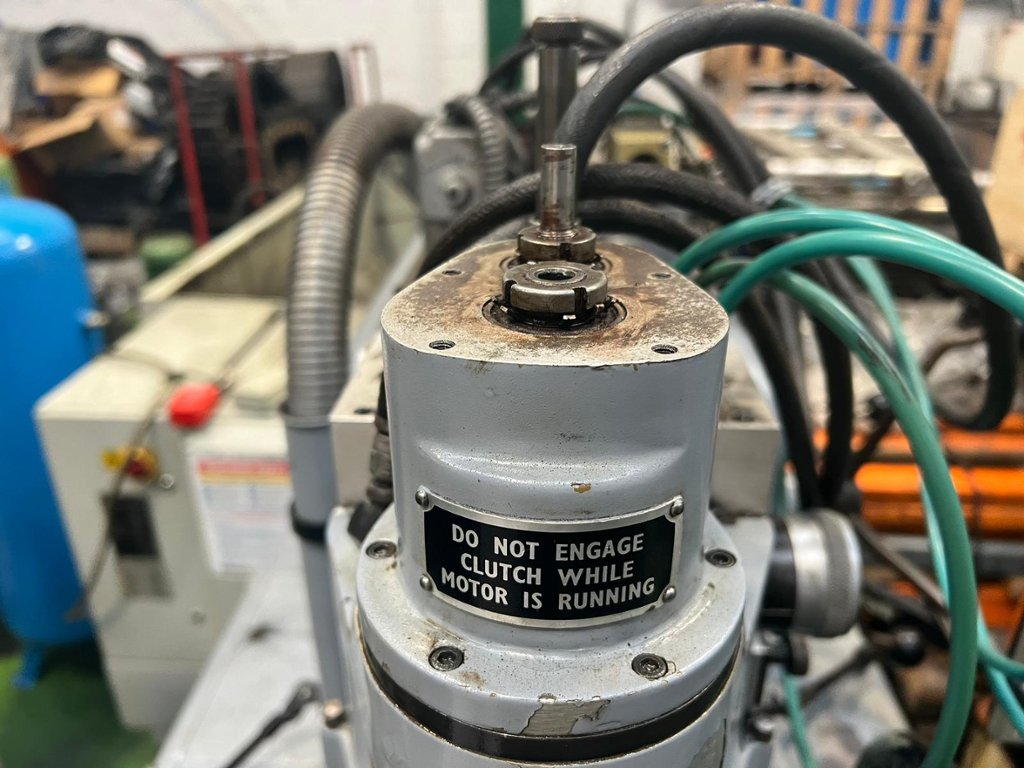 DO NOT ENGAGE
CLUTCH WHILE
MOTOR IS RUNNING